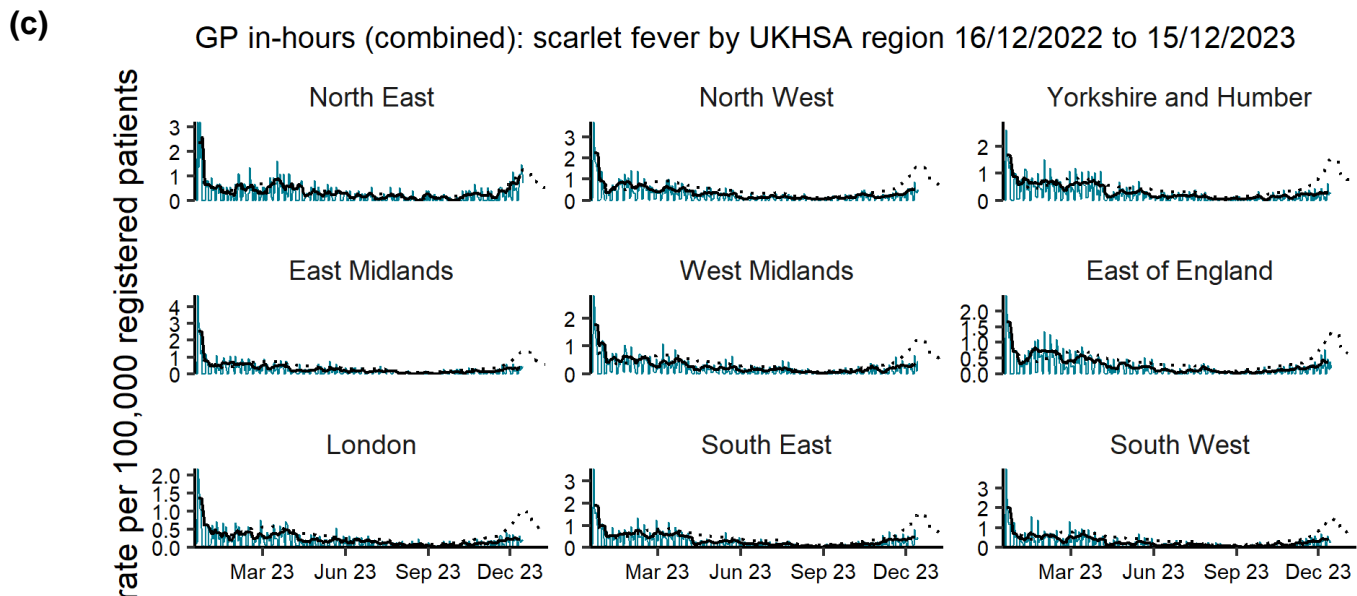 (c)
GP in-hours (combined): scarlet fever by UKHSA region 16/12/2022 to 15/12/2023
rate per 100,000 registered patients
North East
North West
Yorkshire and Humber
3
2
1
0
3
2
1
0
2
1
0
East Midlands
West Midlands
East of England
4
3
2
1
0
2
1
0
2.0
1.5
1.0
0.5
0.0
London
South East
South West
2.0
1.5
1.0
0.5
0.0
3
2
1
0
3
2
1
0
Mar 23 Jun 23 Sep 23 Dec 23
Mar 23 Jun 23 Sep 23 Dec 23
Mar 23 Jun 23 Sep 23 Dec 23